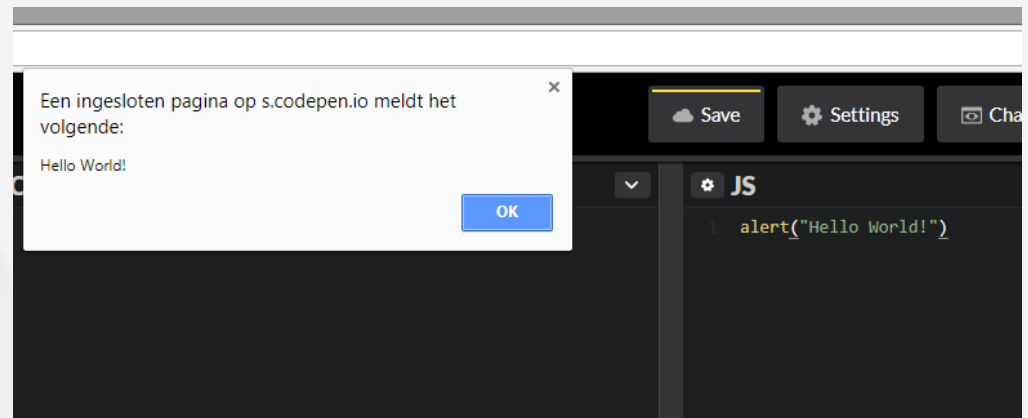 Een ingesloten pagina op s.codepen.io meldt het
volgende:
Hello World!
OK
Save
Settings
Cha
JS
1 alert("Hello World!")